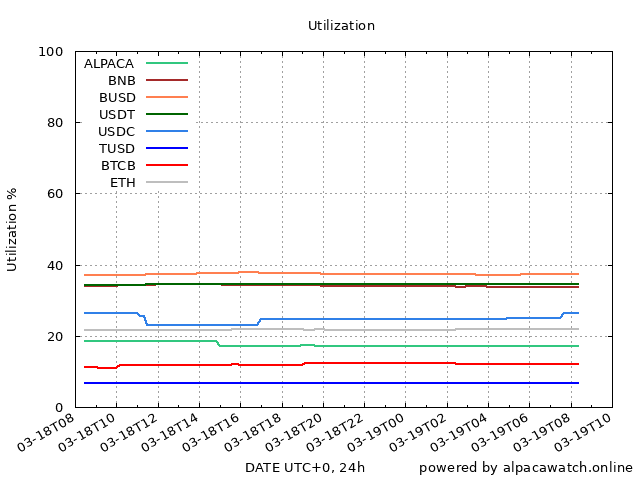 Utilization
100
80
60
40
20
0
Utilization %
ALPACA
BNB
BUSD
USDT
USDC
TUSD
BTCB
ETH
03-18T08
03-18T10
03-18T12
03-18T14
03-18T16
03-18T18
03-18T20
03-18T22
03-19T00
03-19T02
03-19T04
03-19T06
03-19T08
03-19T10
DATE UTC+0, 24h
powered by alpacawatch.online